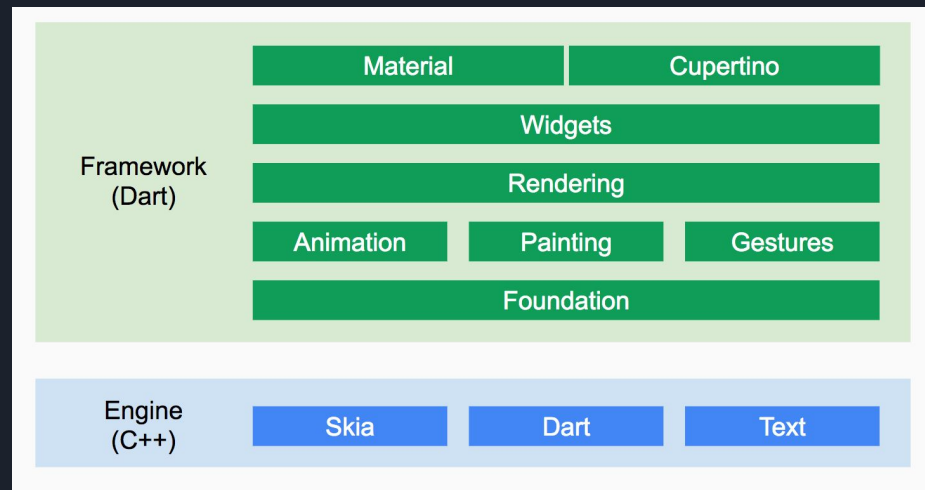 Material
Cupertino
Widgets
Framework
(Dart)
Rendering
Animation
Painting
Gestures
Foundation
Engine
(C++)
Skia
Dart
Text